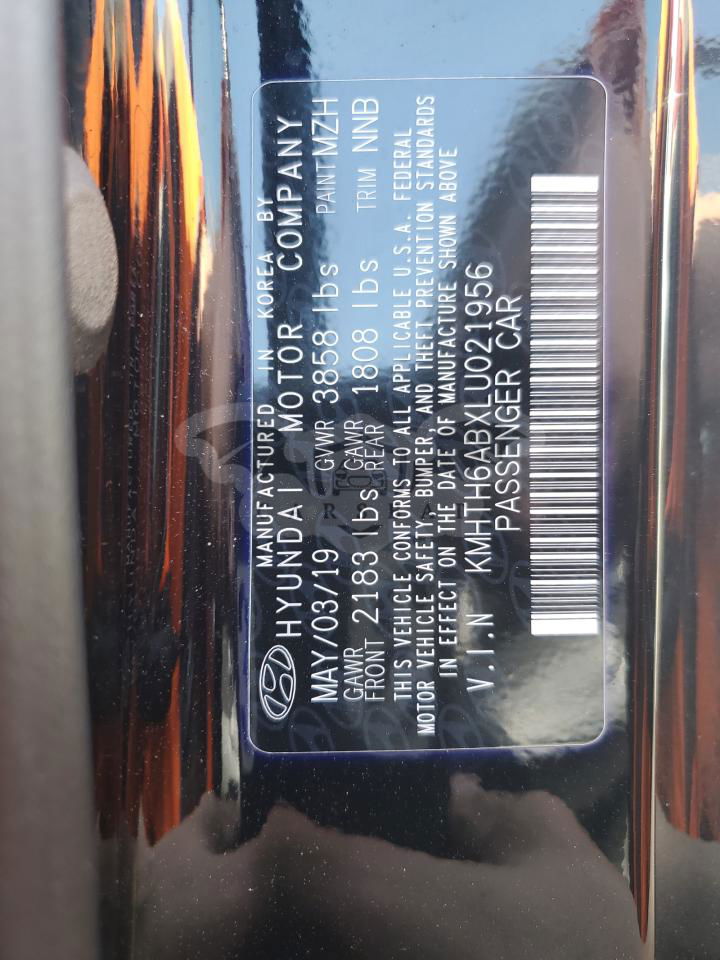 MANUFACTURED IN KOREA BY
HYUNDAI MOTOR COMPANY
MAY/03/19 GVWR 3858 lbs PAINT MZH
GAWR FRONT 2183 lbs GAWR REAR 1808 lbs TRIM NNB
THIS VEHICLE CONFORMS TO ALL APPLICABLE U.S.A. FEDERAL
MOTOR VEHICLE SAFETY, BUMPER, AND THEFT PREVENTION STANDARDS
IN EFFECT ON THE DATE OF MANUFACTURE SHOWN ABOVE
V.I.N KMHTH6ABXLU021956
PASSENGER CAR